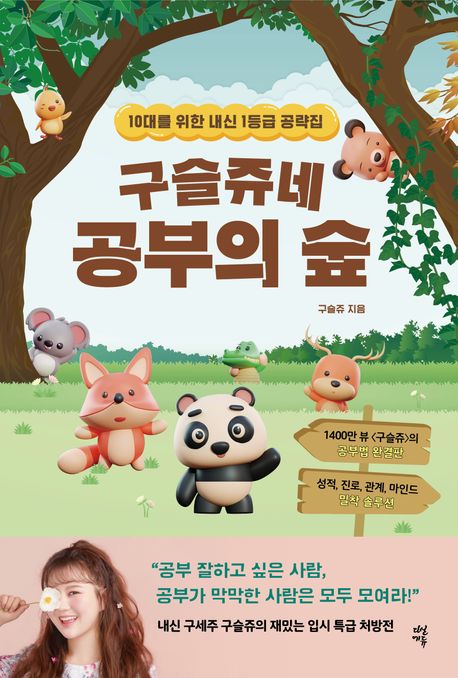 10대를 위한 내신 1등급 공략집
구슬쥬네
공부의 숲
구슬쥬 지음
1400만 뷰 〈구슬쥬〉의
공부법 완결판
성적, 진로, 관계, 마인드
밀착 솔루션
“공부 잘하고 싶은 사람,
공부가 막막한 사람은 모두 모여라!”
내신 구세주 구슬쥬의 재밌는 입시 특급 처방전
다산
에듀